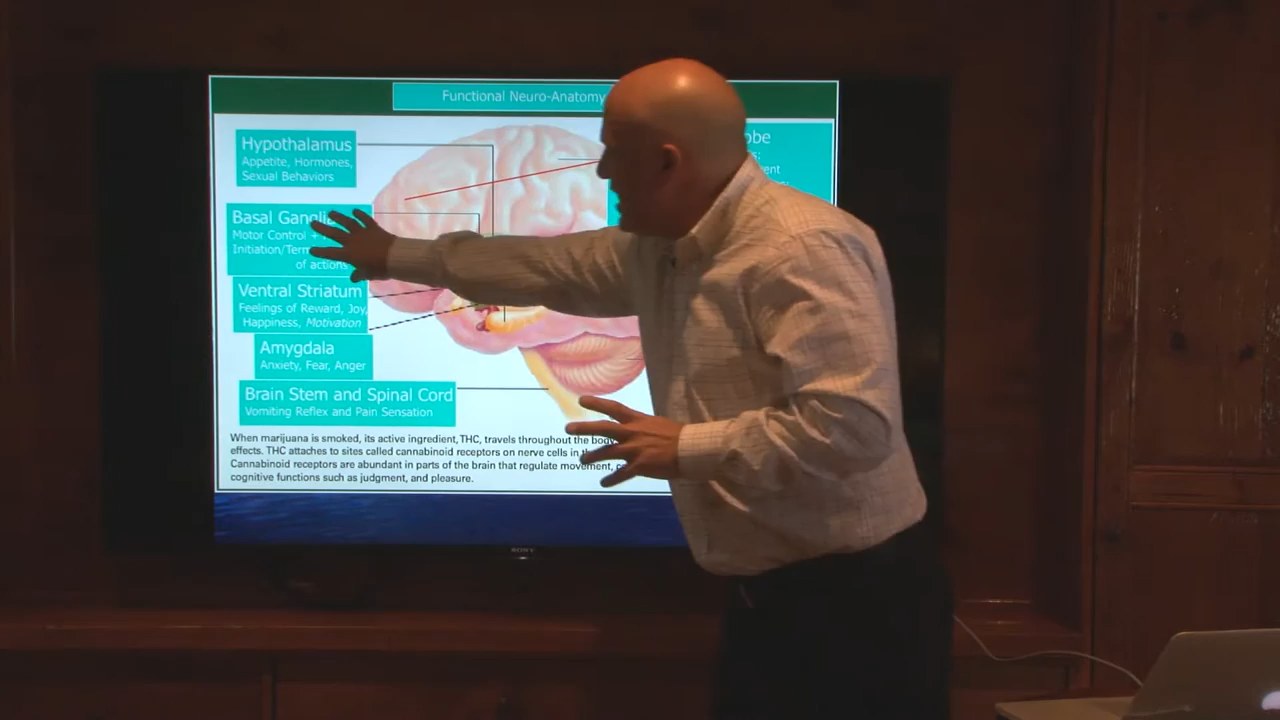 Functional Neuro-Anatomy
Hypothalamus
Appetite, Hormones,
Sexual Behaviors
Basal Ganglia
Motor Control +
Initiation/Term
of actions
Ventral Striatum
Feelings of Reward, Joy,
Happiness, Motivation
Amygdala
Anxiety, Fear, Anger
Brain Stem and Spinal Cord
Vomiting Reflex and Pain Sensation
When marijuana is smoked, its active ingredient, THC, travels throughout the body
effects. THC attaches to sites called cannabinoid receptors on nerve cells in
Cannabinoid receptors are abundant in parts of the brain that regulate movement,
cognitive functions such as judgment, and pleasure.
SONY